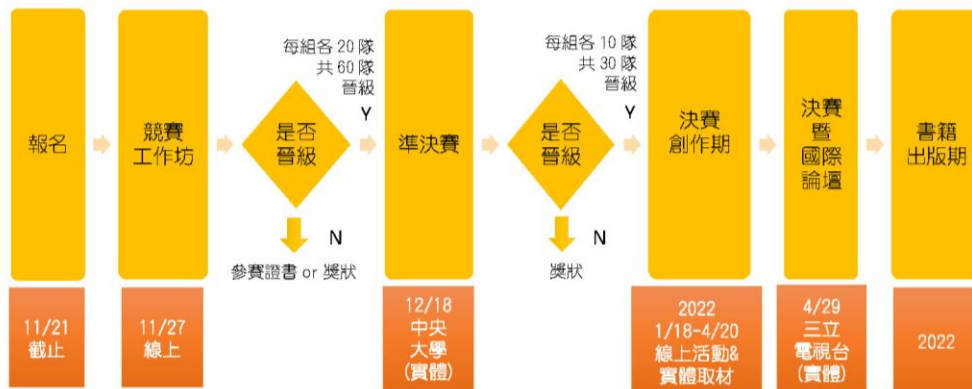 報名
競賽
工作坊
每組各 20 隊
共 60 隊
晉級
Y
是否
晉級
N
參賽證書 or 獎狀
準決賽
每組各 10 隊
共 30 隊
晉級
Y
是否
晉級
N
獎狀
決賽
創作期
決賽
暨
國際
論壇
書籍
出版期
11/21
截止
11/27
線上
12/18
中央
大學
(實體)
2022
1/18-4/20
線上活動&
實體取材
4/29
三立
電視台
(實體)
2022